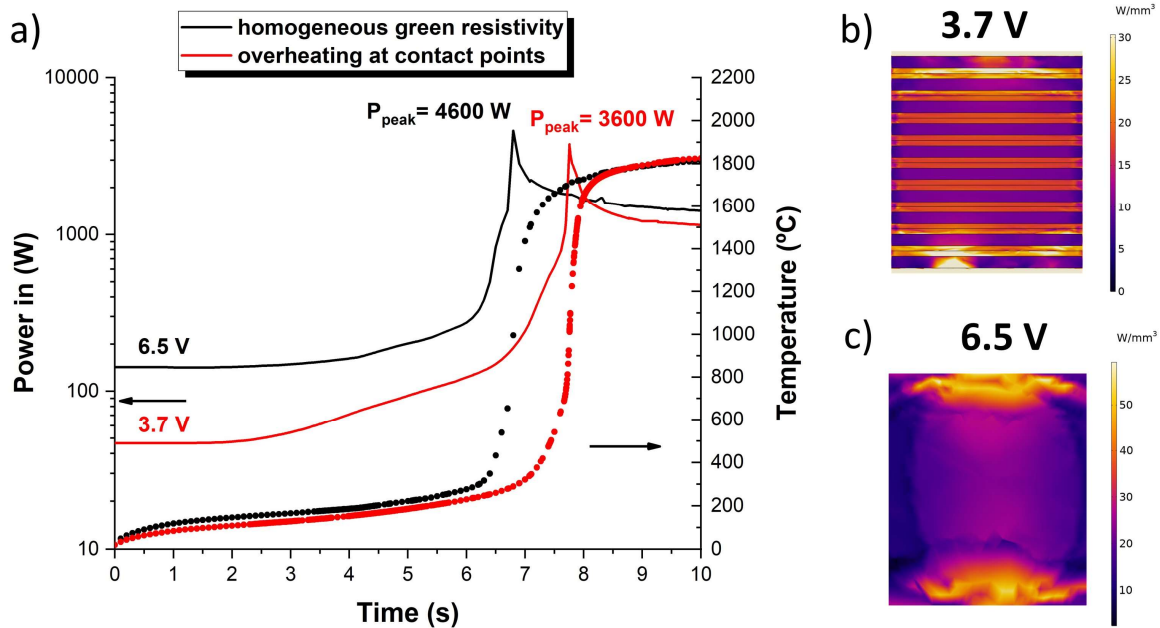 a)
homogeneous green resistivity
overheating at contact points
10000
1000
100
10
Power in (W)
P_peak= 4600 W
P_peak= 3600 W
6.5 V
3.7 V
2200
2000
1800
1600
1400
1200
1000
800
600
400
200
0
Temperature (ºC)
0 1 2 3 4 5 6 7 8 9 10
Time (s)
b)
3.7 V
W/mm³
30
25
20
15
10
5
0
c)
6.5 V
W/mm³
50
40
30
20
10